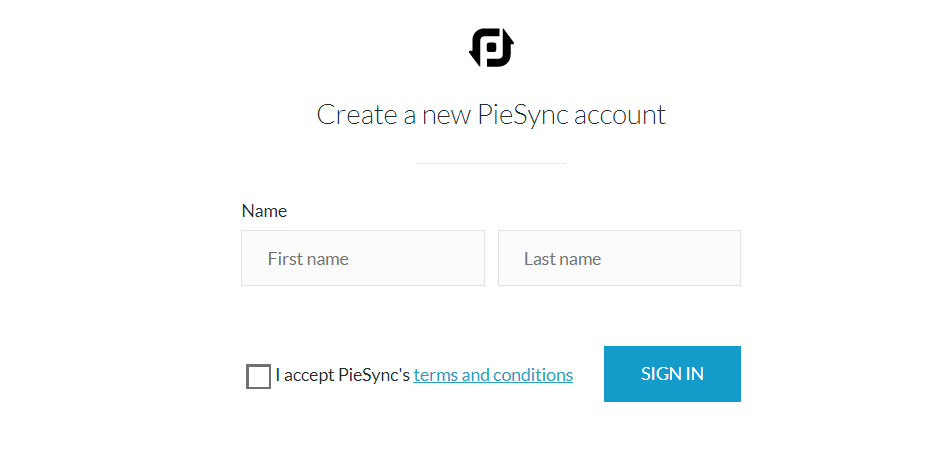 Create a new PieSync account
Name
First name Last name
I accept PieSync's terms and conditions SIGN IN